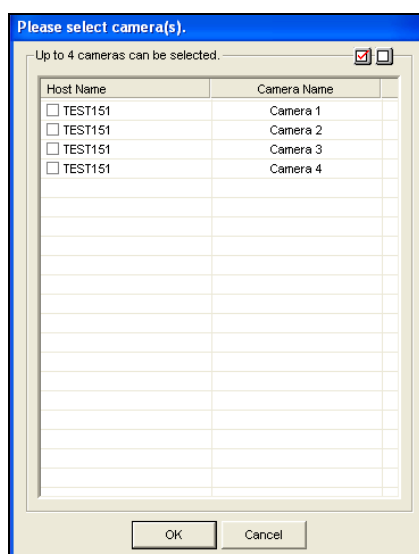 Please select camera(s).
Up to 4 cameras can be selected.
Host Name Camera Name
TEST151 Camera 1
TEST151 Camera 2
TEST151 Camera 3
TEST151 Camera 4
OK Cancel